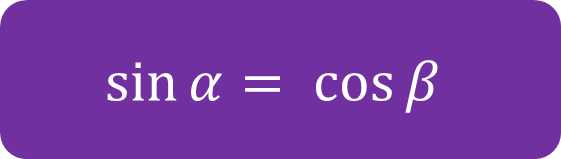 sin α = cos β